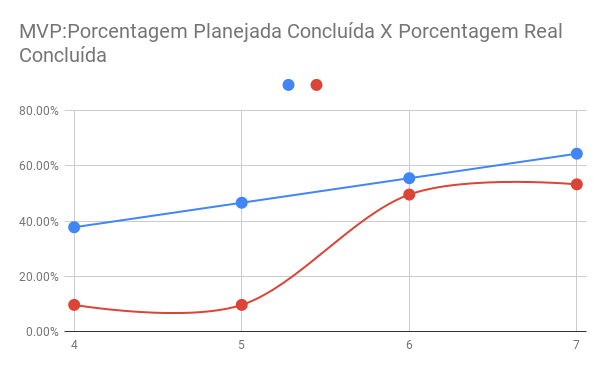 MVP:Porcentagem Planejada Concluída X Porcentagem Real
Concluída
80.00%
60.00%
40.00%
20.00%
0.00%
4 5 6 7